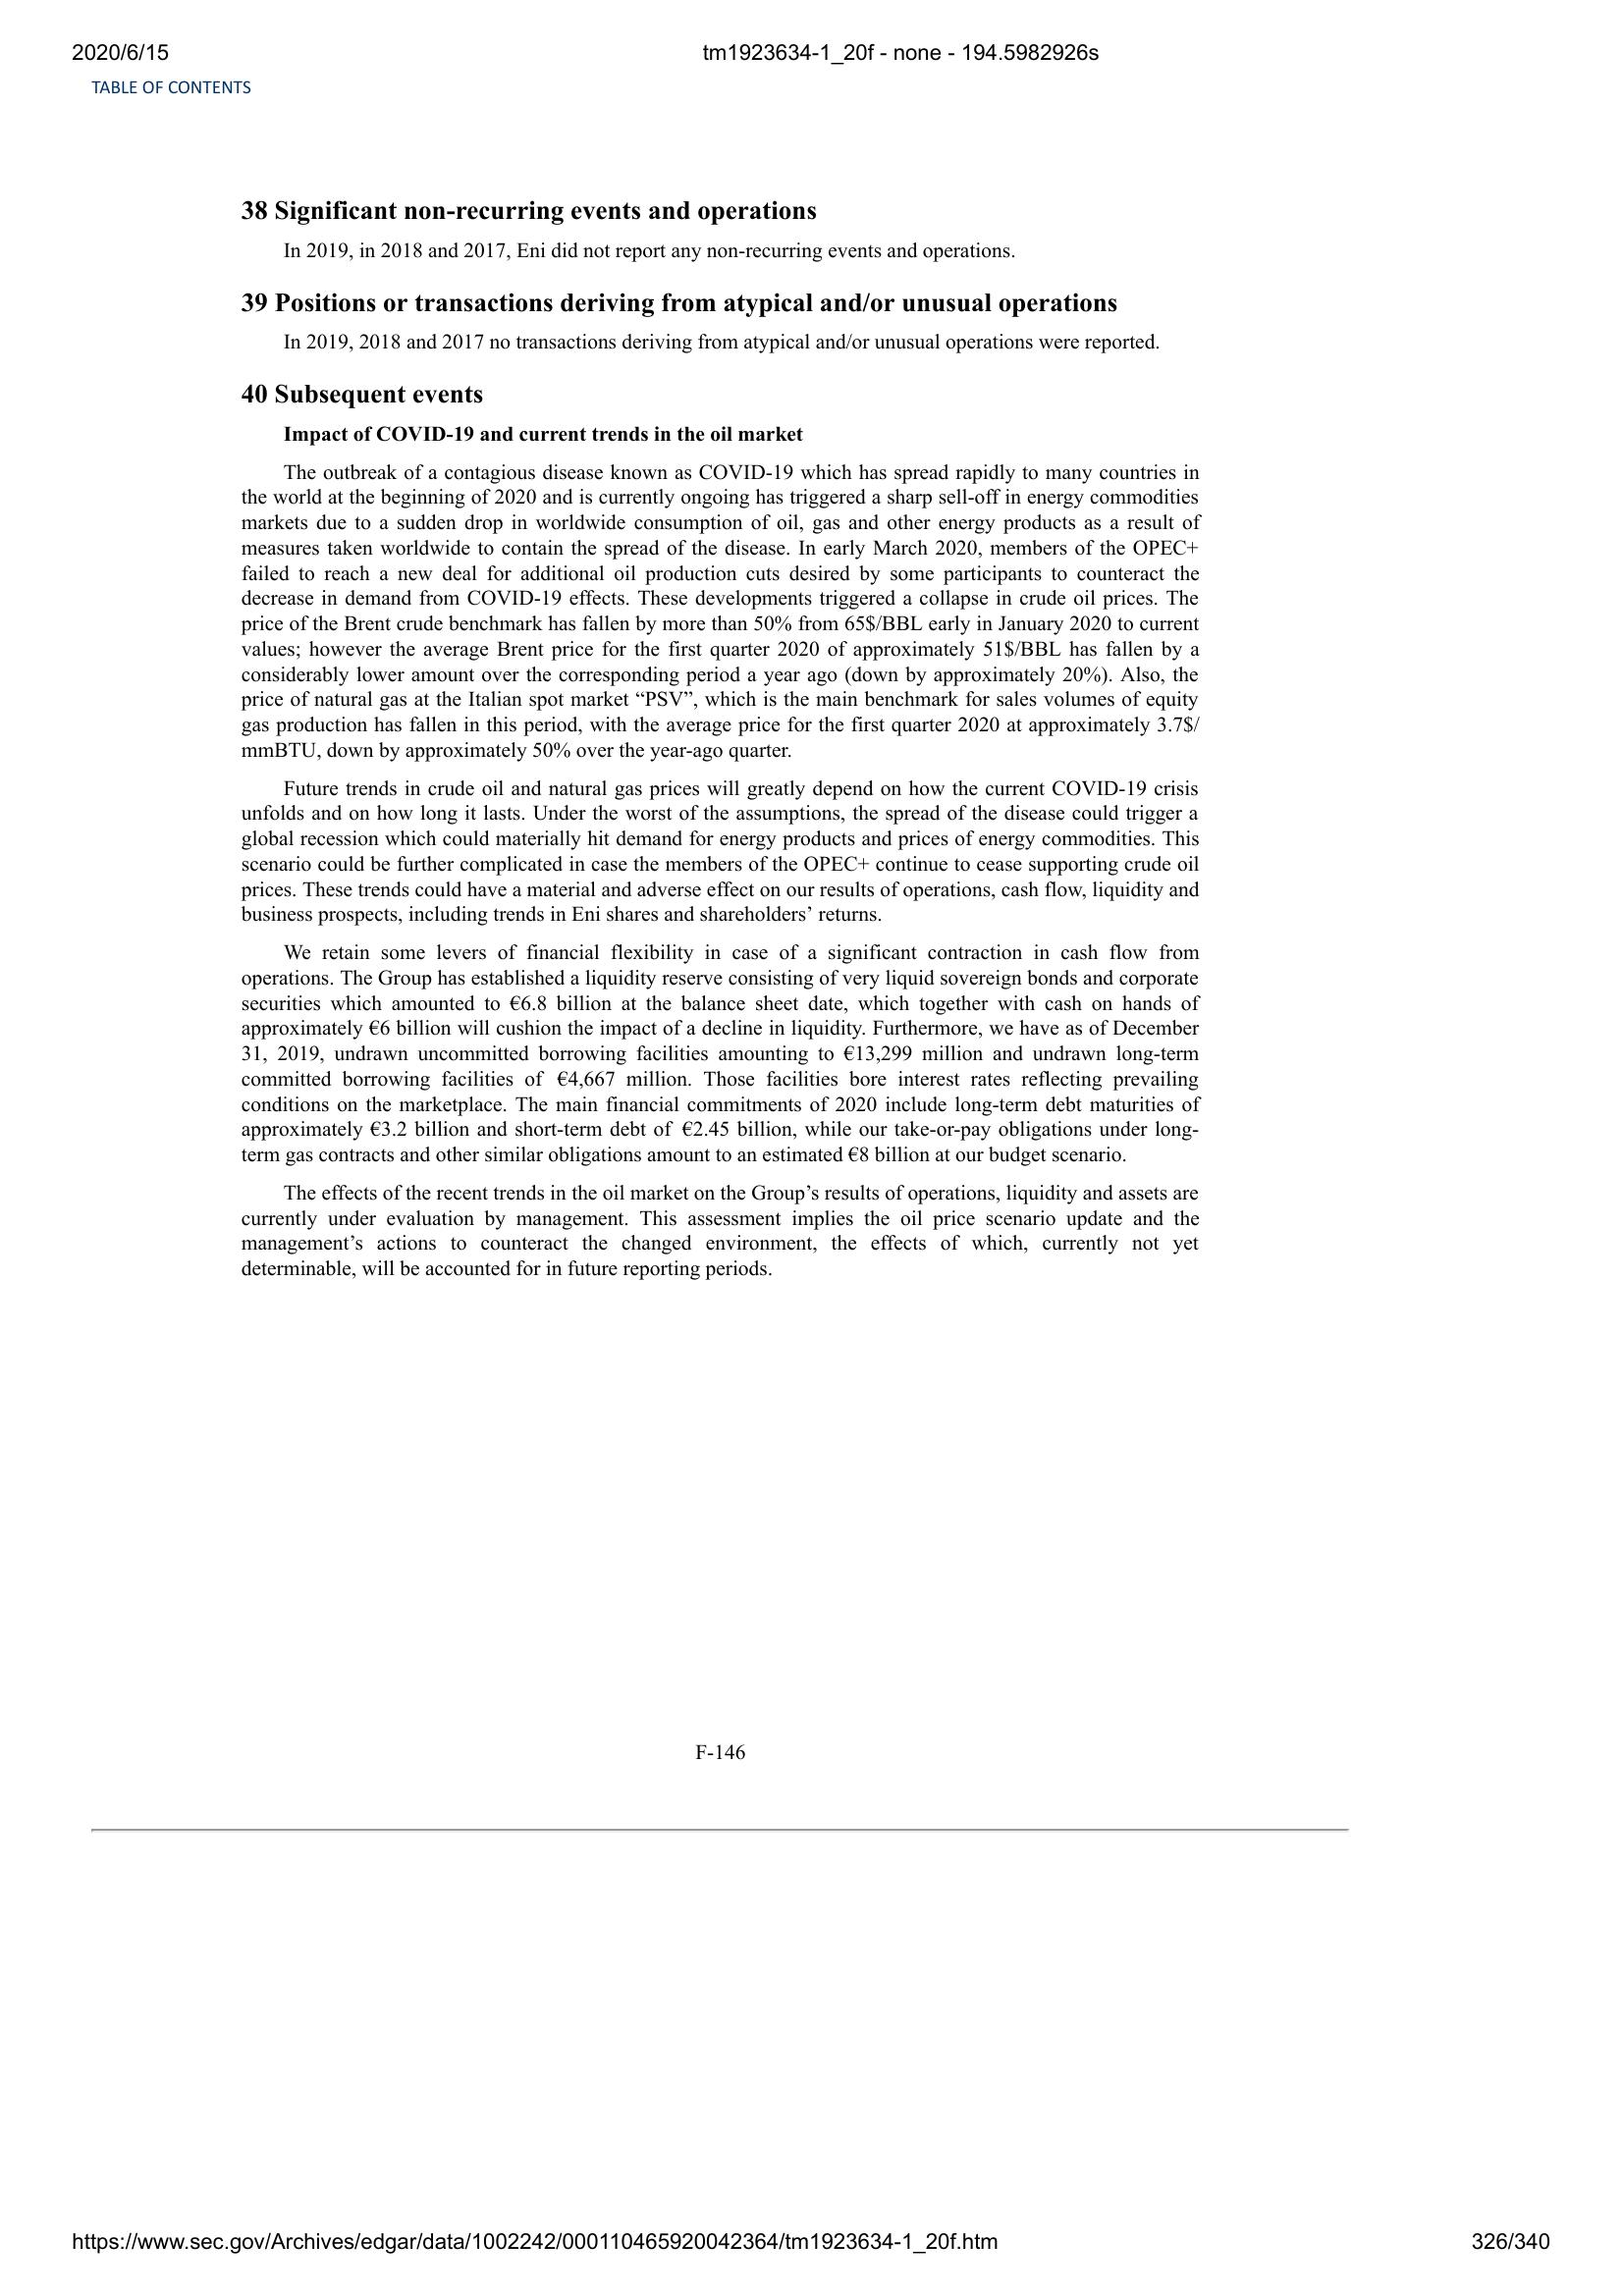 2020/6/15
tm1923634-1_20f - none - 194.5982926s
TABLE OF CONTENTS
38 Significant non-recurring events and operations
In 2019, in 2018 and 2017, Eni did not report any non-recurring events and operations.
39 Positions or transactions deriving from atypical and/or unusual operations
In 2019, 2018 and 2017 no transactions deriving from atypical and/or unusual operations were reported.
40 Subsequent events
Impact of COVID-19 and current trends in the oil market
The outbreak of a contagious disease known as COVID-19 which has spread rapidly to many countries in
the world at the beginning of 2020 and is currently ongoing has triggered a sharp sell-off in energy commodities
markets due to a sudden drop in worldwide consumption of oil, gas and other energy products as a result of
measures taken worldwide to contain the spread of the disease. In early March 2020, members of the OPEC+
failed to reach a new deal for additional oil production cuts desired by some participants to counteract the
decrease in demand from COVID-19 effects. These developments triggered a collapse in crude oil prices. The
price of the Brent crude benchmark has fallen by more than 50% from 65$/BBL early in January 2020 to current
values; however the average Brent price for the first quarter 2020 of approximately 51$/BBL has fallen by a
considerably lower amount over the corresponding period a year ago (down by approximately 20%). Also, the
price of natural gas at the Italian spot market “PSV”, which is the main benchmark for sales volumes of equity
gas production has fallen in this period, with the average price for the first quarter 2020 at approximately 3.7$/
mmBTU, down by approximately 50% over the year-ago quarter.
Future trends in crude oil and natural gas prices will greatly depend on how the current COVID-19 crisis
unfolds and on how long it lasts. Under the worst of the assumptions, the spread of the disease could trigger a
global recession which could materially hit demand for energy products and prices of energy commodities. This
scenario could be further complicated in case the members of the OPEC+ continue to cease supporting crude oil
prices. These trends could have a material and adverse effect on our results of operations, cash flow, liquidity and
business prospects, including trends in Eni shares and shareholders’ returns.
We retain some levers of financial flexibility in case of a significant contraction in cash flow from
operations. The Group has established a liquidity reserve consisting of very liquid sovereign bonds and corporate
securities which amounted to €6.8 billion at the balance sheet date, which together with cash on hands of
approximately €6 billion will cushion the impact of a decline in liquidity. Furthermore, we have as of December
31, 2019, undrawn uncommitted borrowing facilities amounting to €13,299 million and undrawn long-term
committed borrowing facilities of €4,667 million. Those facilities bore interest rates reflecting prevailing
conditions on the marketplace. The main financial commitments of 2020 include long-term debt maturities of
approximately €3.2 billion and short-term debt of €2.45 billion, while our take-or-pay obligations under long-
term gas contracts and other similar obligations amount to an estimated €8 billion at our budget scenario.
The effects of the recent trends in the oil market on the Group’s results of operations, liquidity and assets are
currently under evaluation by management. This assessment implies the oil price scenario update and the
management’s actions to counteract the changed environment, the effects of which, currently not yet
determinable, will be accounted for in future reporting periods.
F-146
https://www.sec.gov/Archives/edgar/data/1002242/000110465920042364/tm1923634-1_20f.htm
326/340